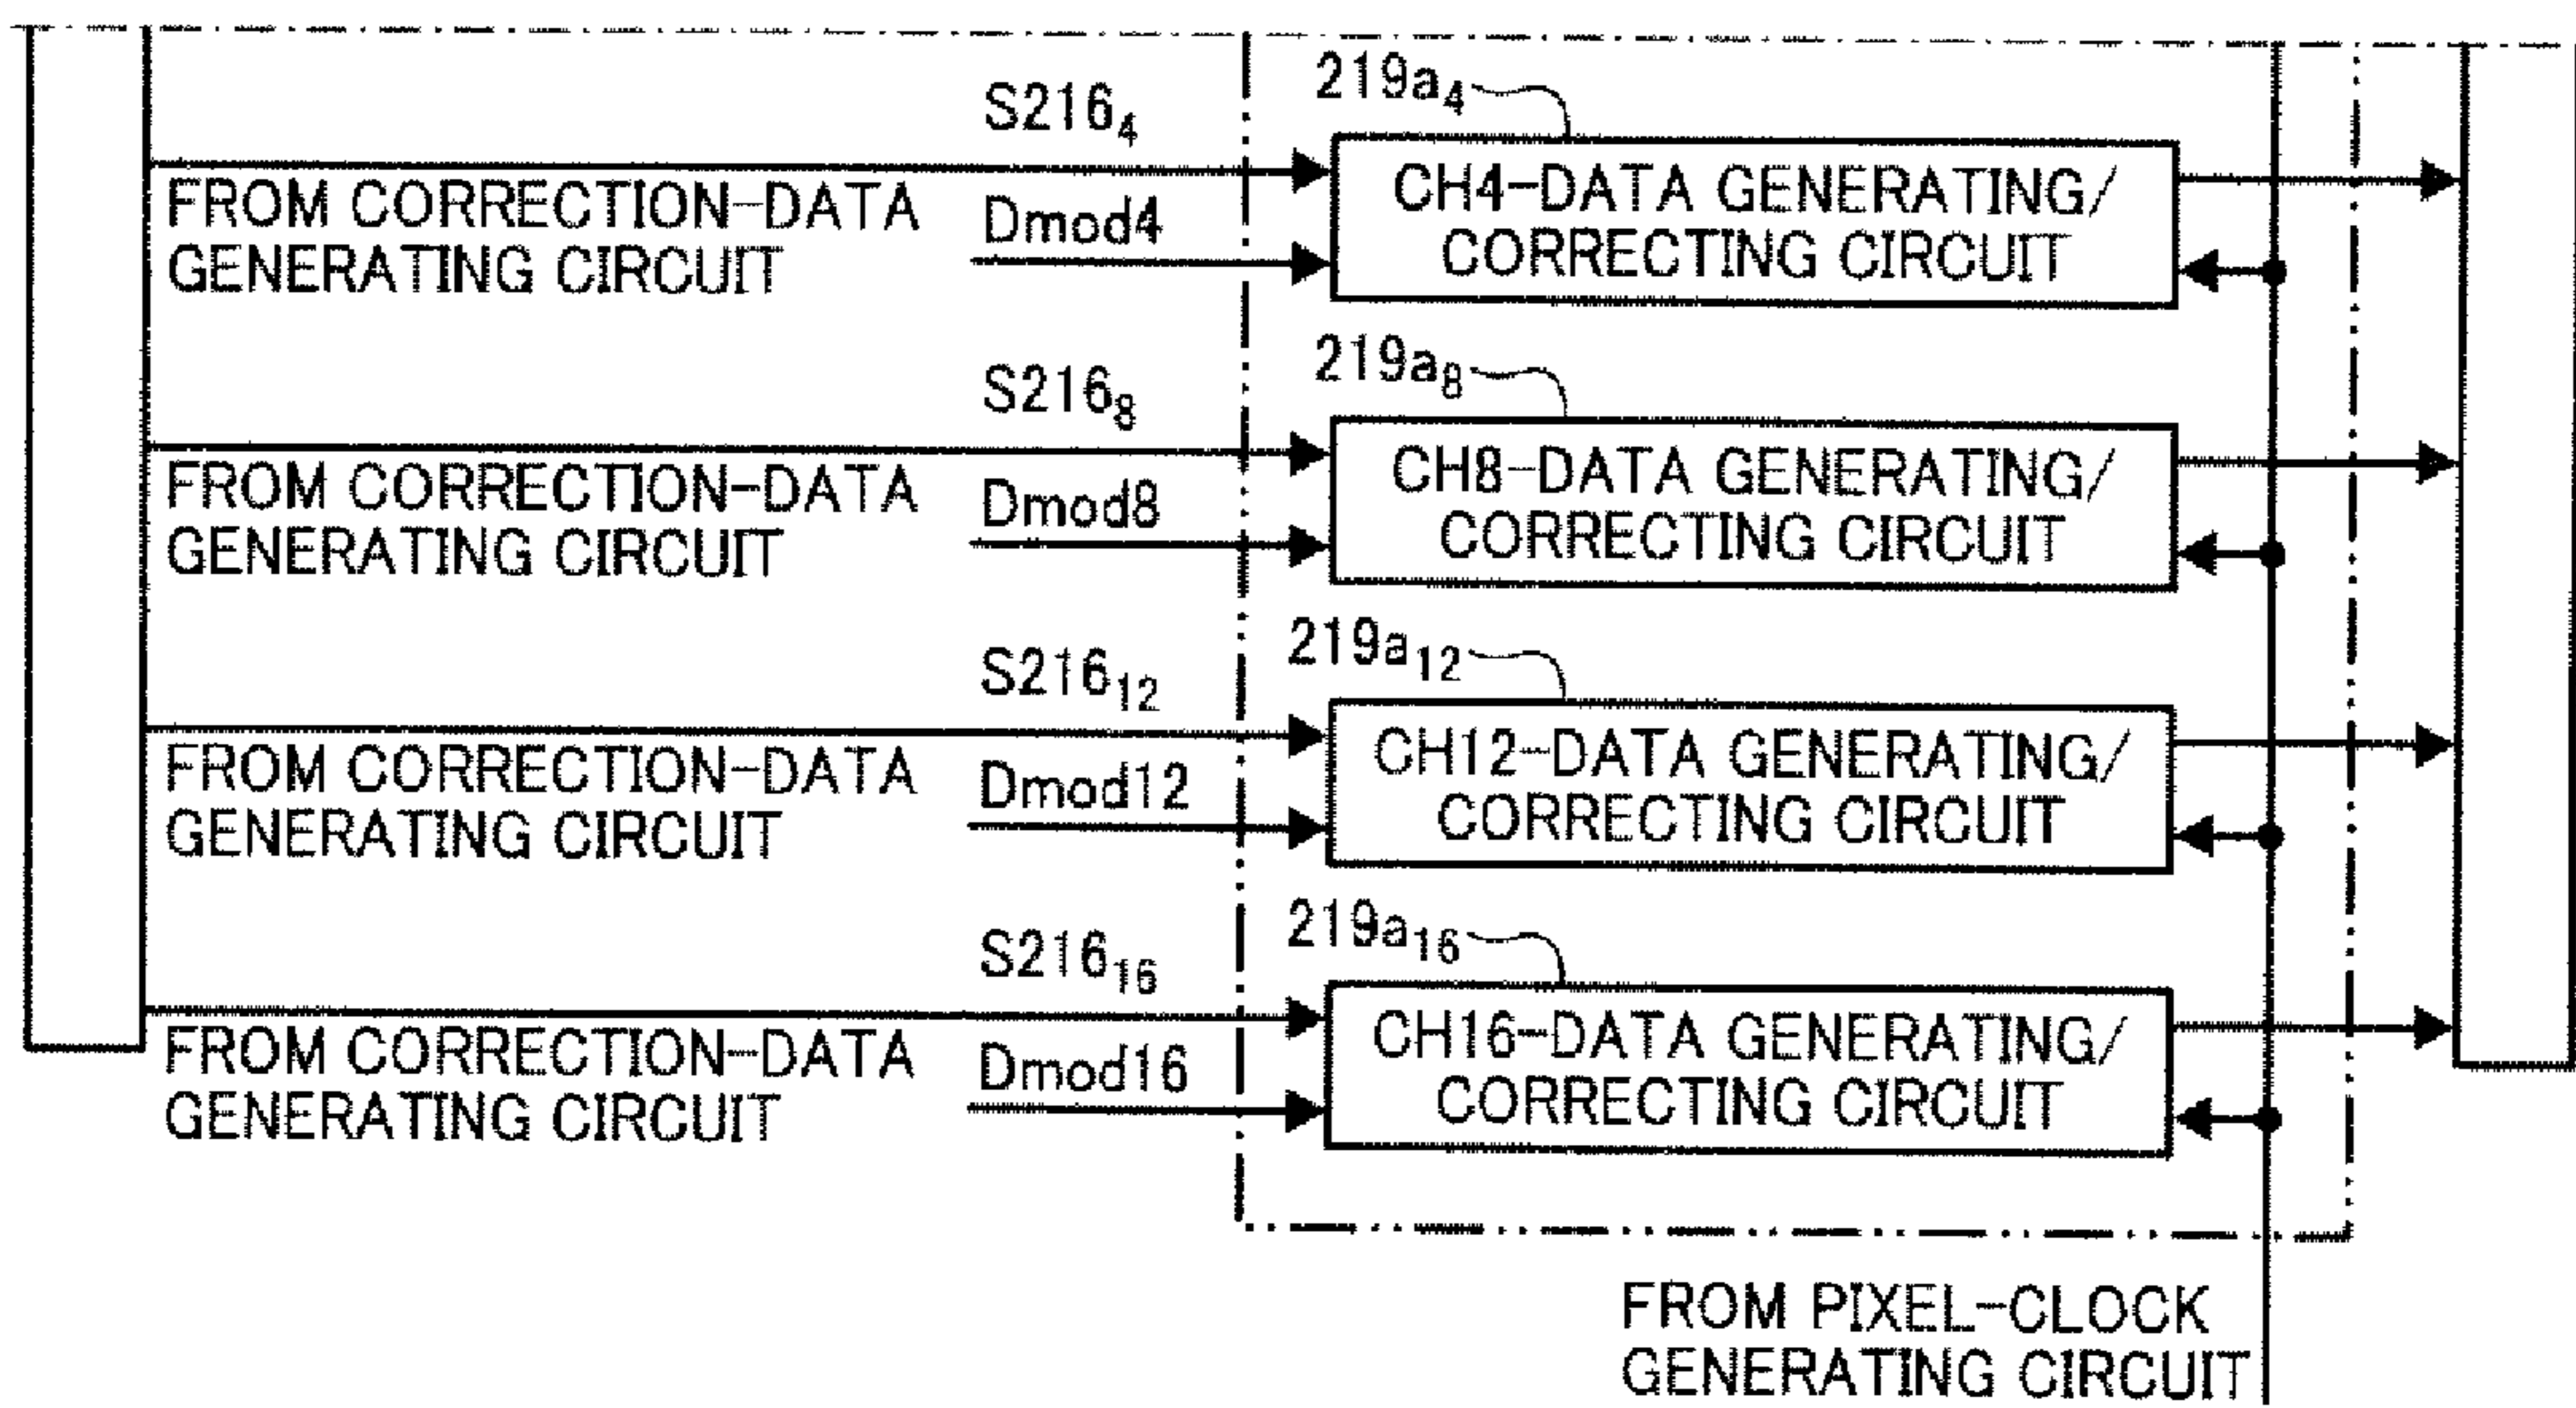 219a₄
S216₄
CH4-DATA GENERATING/
CORRECTING CIRCUIT
FROM CORRECTION-DATA
GENERATING CIRCUIT
Dmod4
219a₈
S216₈
CH8-DATA GENERATING/
CORRECTING CIRCUIT
FROM CORRECTION-DATA
GENERATING CIRCUIT
Dmod8
219a₁₂
S216₁₂
CH12-DATA GENERATING/
CORRECTING CIRCUIT
FROM CORRECTION-DATA
GENERATING CIRCUIT
Dmod12
219a₁₆
S216₁₆
CH16-DATA GENERATING/
CORRECTING CIRCUIT
FROM CORRECTION-DATA
GENERATING CIRCUIT
Dmod16
FROM PIXEL-CLOCK
GENERATING CIRCUIT